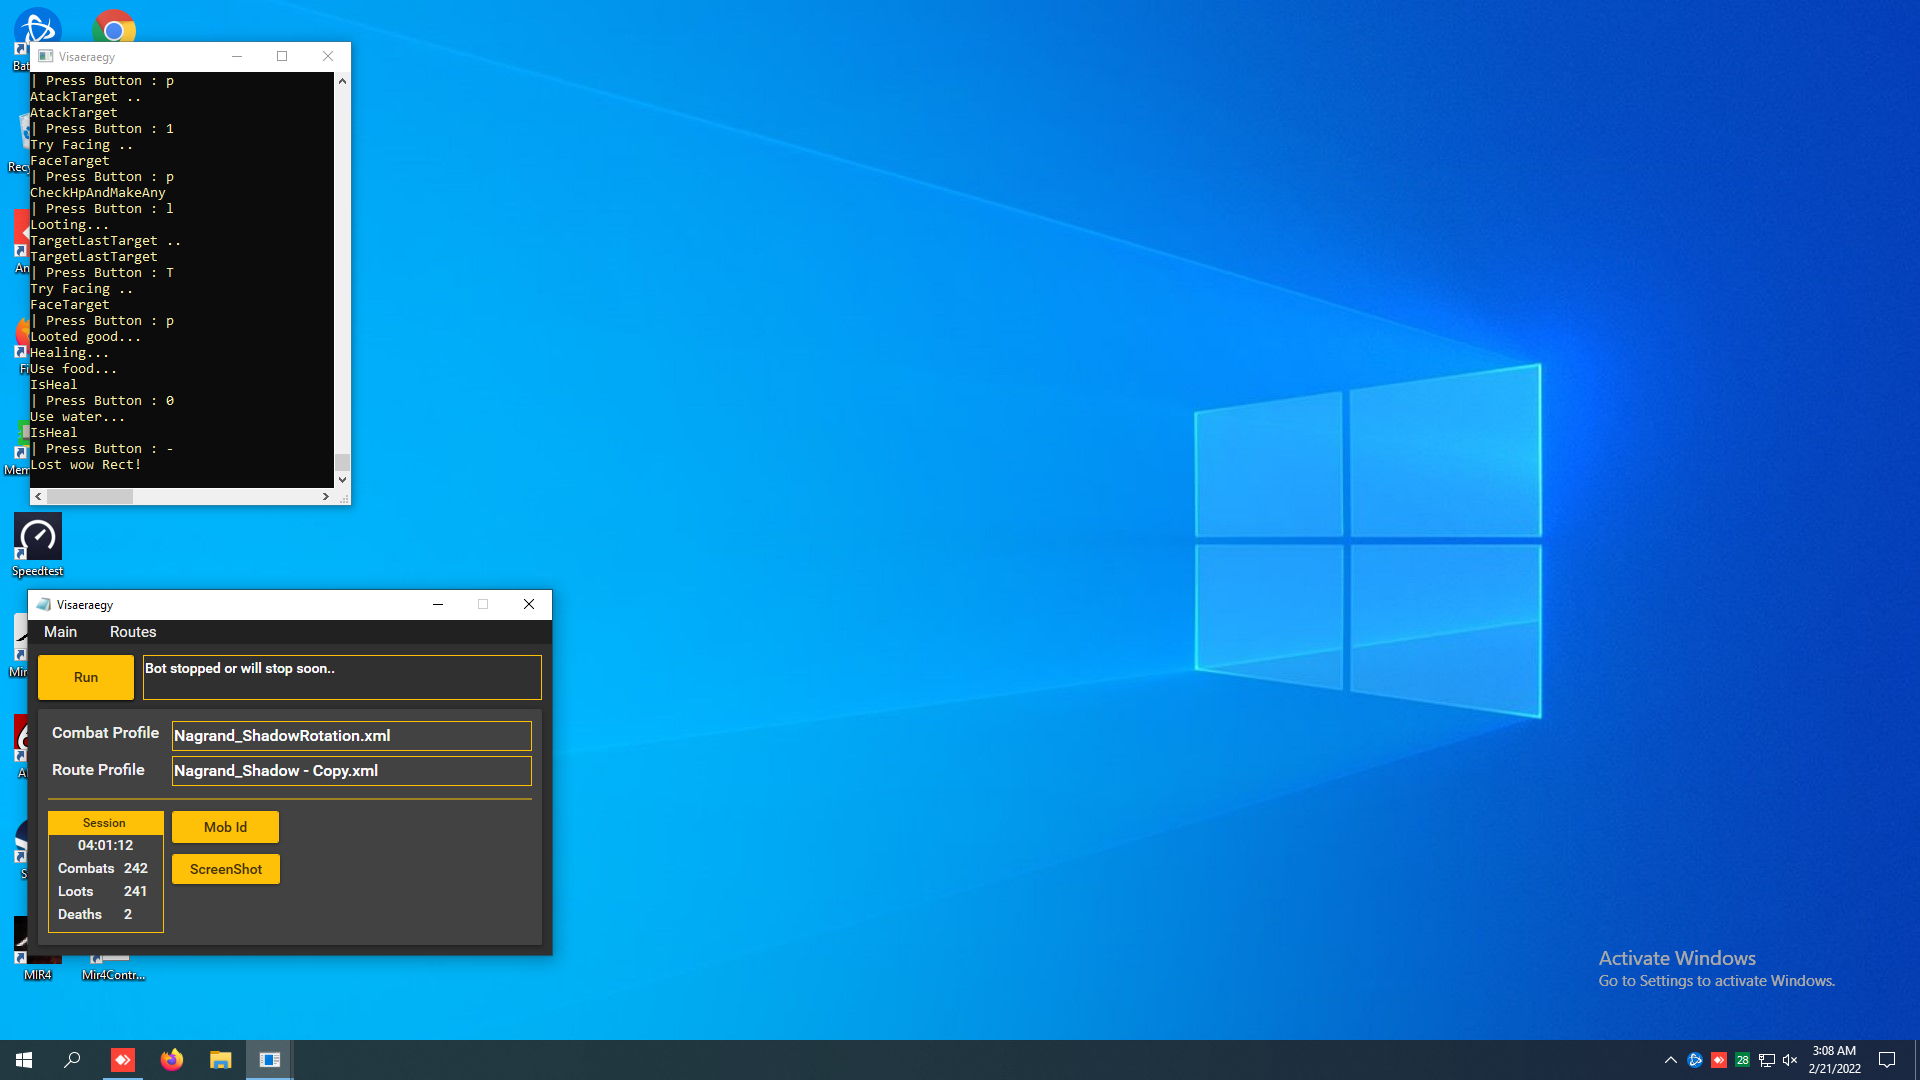 Bat
Visaeraegy
| Press Button : p
AtackTarget ..
AtackTarget
| Press Button : 1
Try Facing ..
FaceTarget
| Press Button : p
CheckHpAndMakeAny
| Press Button : l
Looting...
TargetLastTarget ..
TargetLastTarget
| Press Button : T
Try Facing ..
FaceTarget
| Press Button : p
Looted good...
Healing...
Use food...
IsHeal
| Press Button : 0
Use water...
IsHeal
| Press Button : -
Lost wow Rect!
Recy
An
Fi
Mem
Speedtest
Visaeraegy
Main Routes
Run
Bot stopped or will stop soon..
Combat Profile Nagrand_ShadowRotation.xml
Route Profile Nagrand_Shadow - Copy.xml
Session
04:01:12
Combats 242
Loots 241
Deaths 2
Mob Id
ScreenShot
Mir
A
S
MIR4 Mir4Contr...
Activate Windows
Go to Settings to activate Windows.
28
3:08 AM
2/21/2022